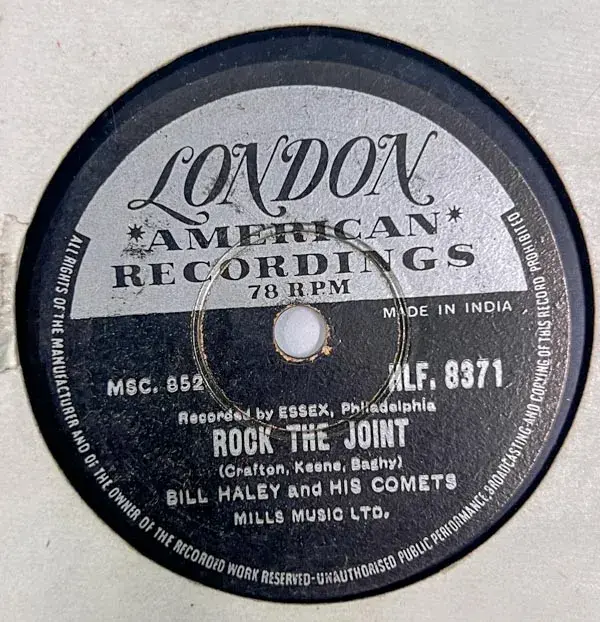 LONDON
*AMERICAN*
RECORDINGS
78 RPM
MADE IN INDIA
MSC. 852
HLF. 8371
Recorded by ESSEX, Philadelphia
ROCK THE JOINT
(Crafton, Keene, Bagby)
BILL HALEY and HIS COMETS
MILLS MUSIC LTD.
ALL RIGHTS OF THE MANUFACTURER AND OF THE OWNER OF THE RECORDED WORK RESERVED-UNAUTHORISED PUBLIC PERFORMANCE, BROADCASTING AND COPYING OF THIS RECORD PROHIBITED